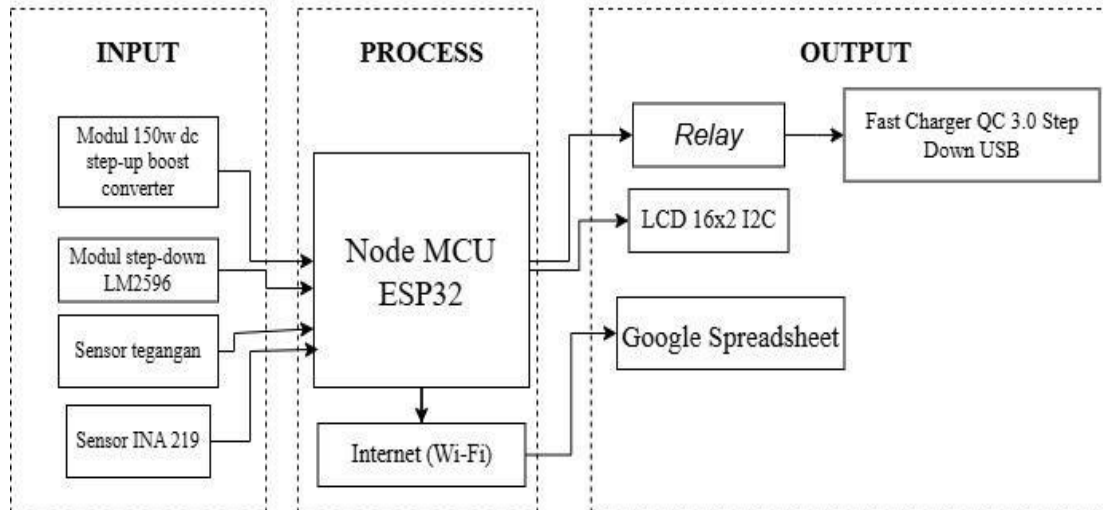 INPUT
Modul 150w dc
step-up boost
converter
Modul step-down
LM2596
Sensor tegangan
Sensor INA 219
PROCESS
Node MCU
ESP32
Internet (Wi-Fi)
OUTPUT
Relay
Fast Charger QC 3.0 Step
Down USB
LCD 16x2 I2C
Google Spreadsheet